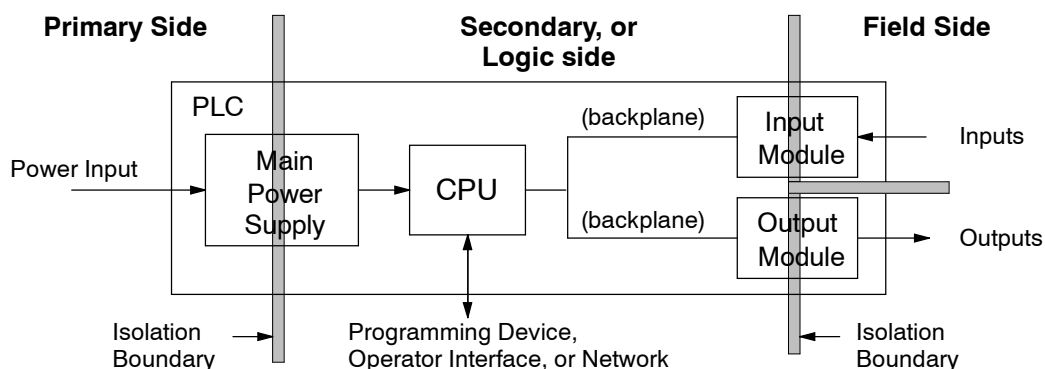 Primary Side
Secondary, or
Logic side
Field Side
PLC
(backplane)
Input
Module
Inputs
Power Input
Main
Power
Supply
CPU
(backplane)
Output
Module
Outputs
Isolation
Boundary
Programming Device,
Operator Interface, or Network
Isolation
Boundary